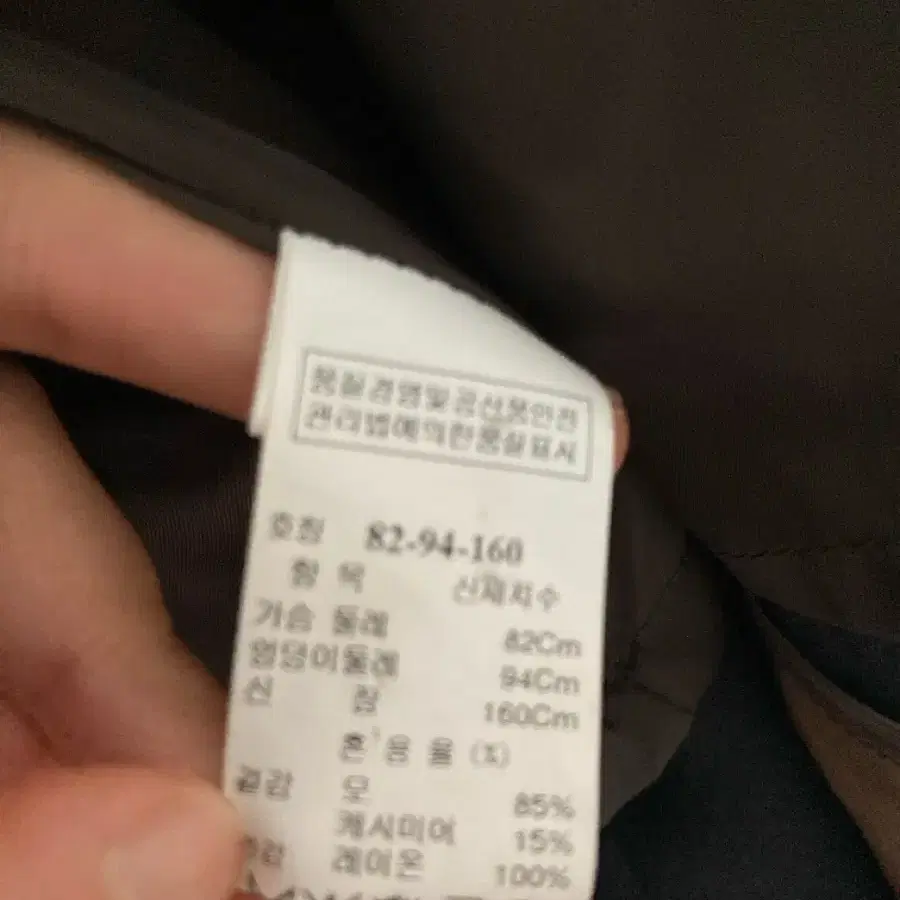 품질경영및공산품안전
관리법에의한품질표시
호칭 82-94-160
항 목 신체치수
가슴 둘레 82Cm
엉덩이둘레 94Cm
신 장 160Cm
혼 용 율 (%)
겉감 모 85%
캐시미어 15%
레이온 100%